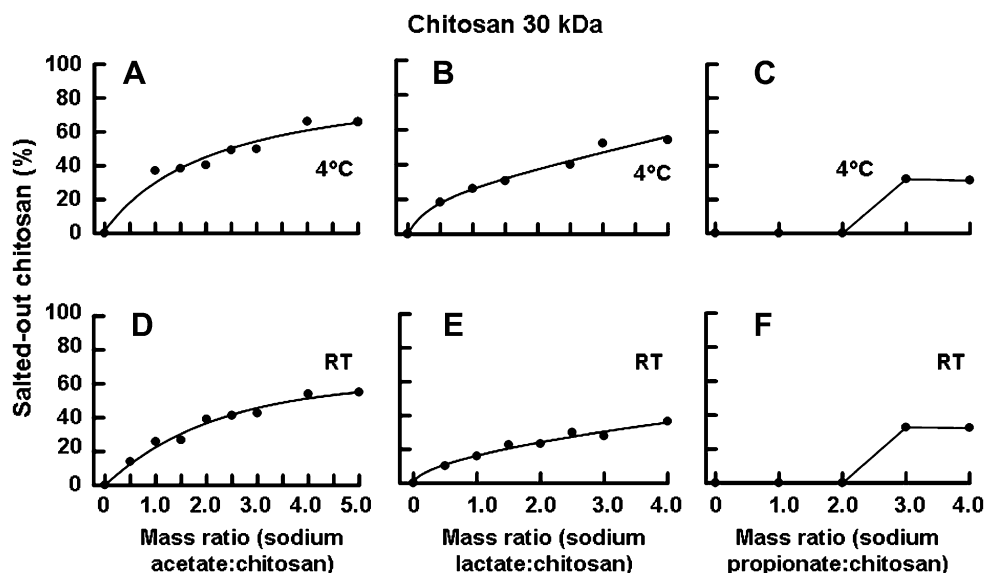 Chitosan 30 kDa
Salted-out chitosan (%)
A
B
C
100
80
60
40
20
0
4ºC
4ºC
4ºC
D
E
F
100
80
60
40
20
0
RT
RT
RT
0 1.0 2.0 3.0 4.0 5.0
0 1.0 2.0 3.0 4.0
0 1.0 2.0 3.0 4.0
Mass ratio (sodium
acetate:chitosan)
Mass ratio (sodium
lactate:chitosan)
Mass ratio (sodium
propionate:chitosan)